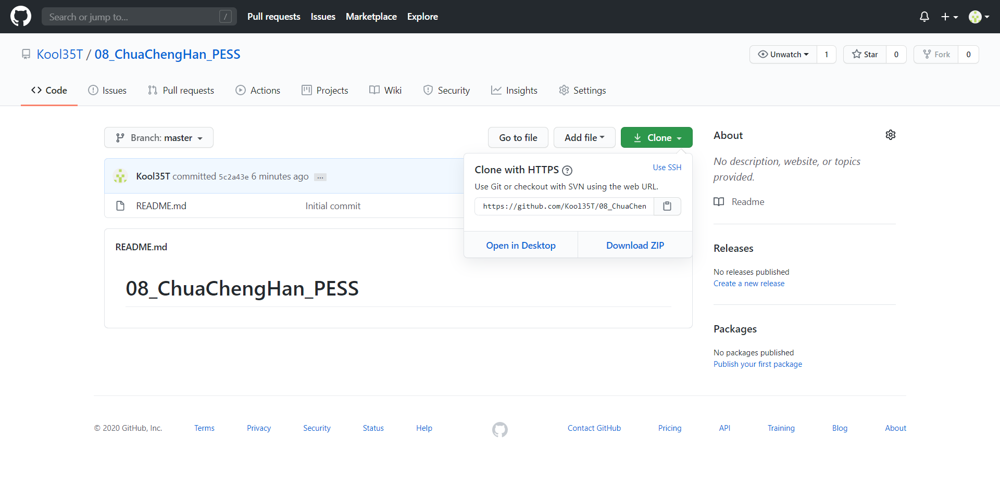 Search or jump to... /
Pull requests Issues Marketplace Explore
Kool35T / 08_ChuaChengHan_PESS
Unwatch 1 Star 0 Fork 0
Code Issues Pull requests Actions Projects Wiki Security Insights Settings
Branch: master Go to file Add file Clone
Kool35T committed 5c2a43e 6 minutes ago ...
README.md Initial commit
Clone with HTTPS ? Use SSH
Use Git or checkout with SVN using the web URL.
https://github.com/Kool35T/08_ChuaChen
Open in Desktop Download ZIP
README.md
08_ChuaChengHan_PESS
About
No description, website, or topics
provided.
Readme
Releases
No releases published
Create a new release
Packages
No packages published
Publish your first package
© 2020 GitHub, Inc. Terms Privacy Security Status Help Contact GitHub Pricing API Training Blog About